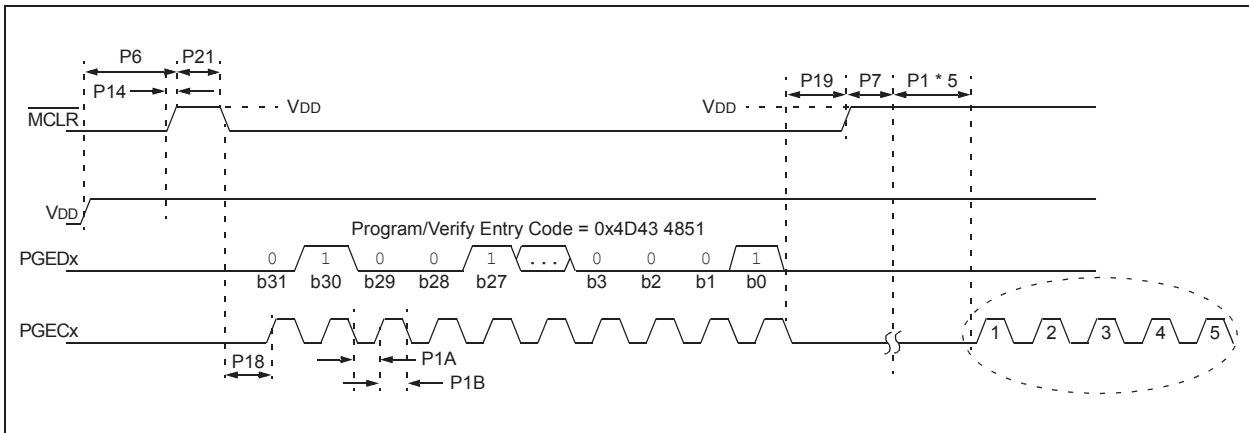 P6 P21 P19 P7 P1 * 5
P14
VDD VDD
MCLR
VDD
Program/Verify Entry Code = 0x4D43 4851
PGEDx 0 1 0 0 1 ... 0 0 0 1
b31 b30 b29 b28 b27 b3 b2 b1 b0
PGECx 1 2 3 4 5
P18 P1A
P1B